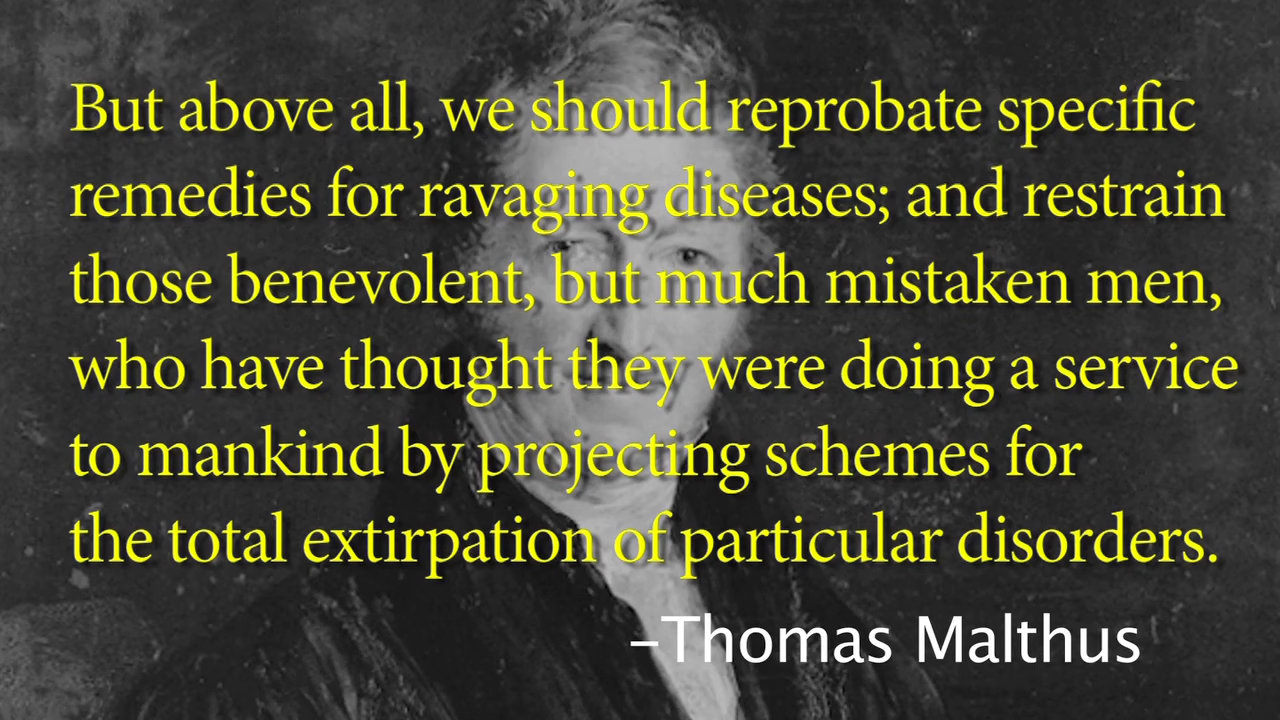 But above all, we should reprobate specific
remedies for ravaging diseases; and restrain
those benevolent, but much mistaken men,
who have thought they were doing a service
to mankind by projecting schemes for
the total extirpation of particular disorders.
–Thomas Malthus